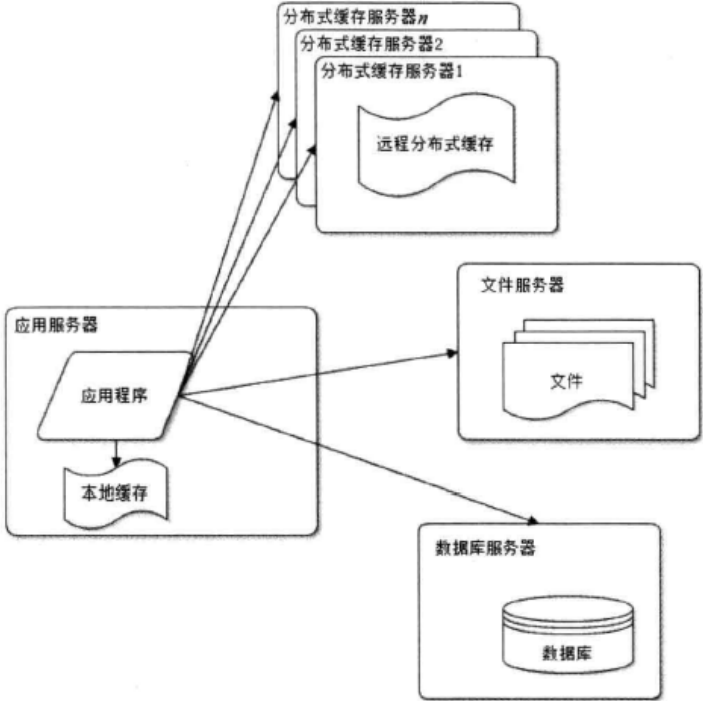 分布式缓存服务器n
分布式缓存服务器2
分布式缓存服务器1
远程分布式缓存
文件服务器
文件
应用服务器
应用程序
本地缓存
数据库服务器
数据库